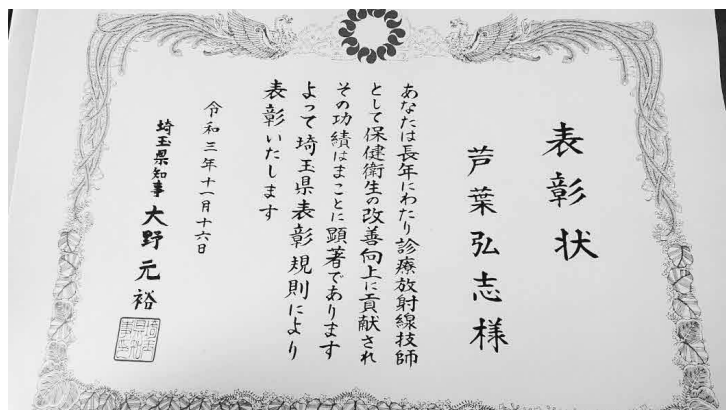 表彰状
芦葉弘志様
あなたは長年にわたり診療放射線技師
として保健衛生の改善向上に貢献され
その功績はまことに顕著であります
よって埼玉県表彰規則により
表彰いたします
令和三年十一月十六日
埼玉県知事 大野元裕